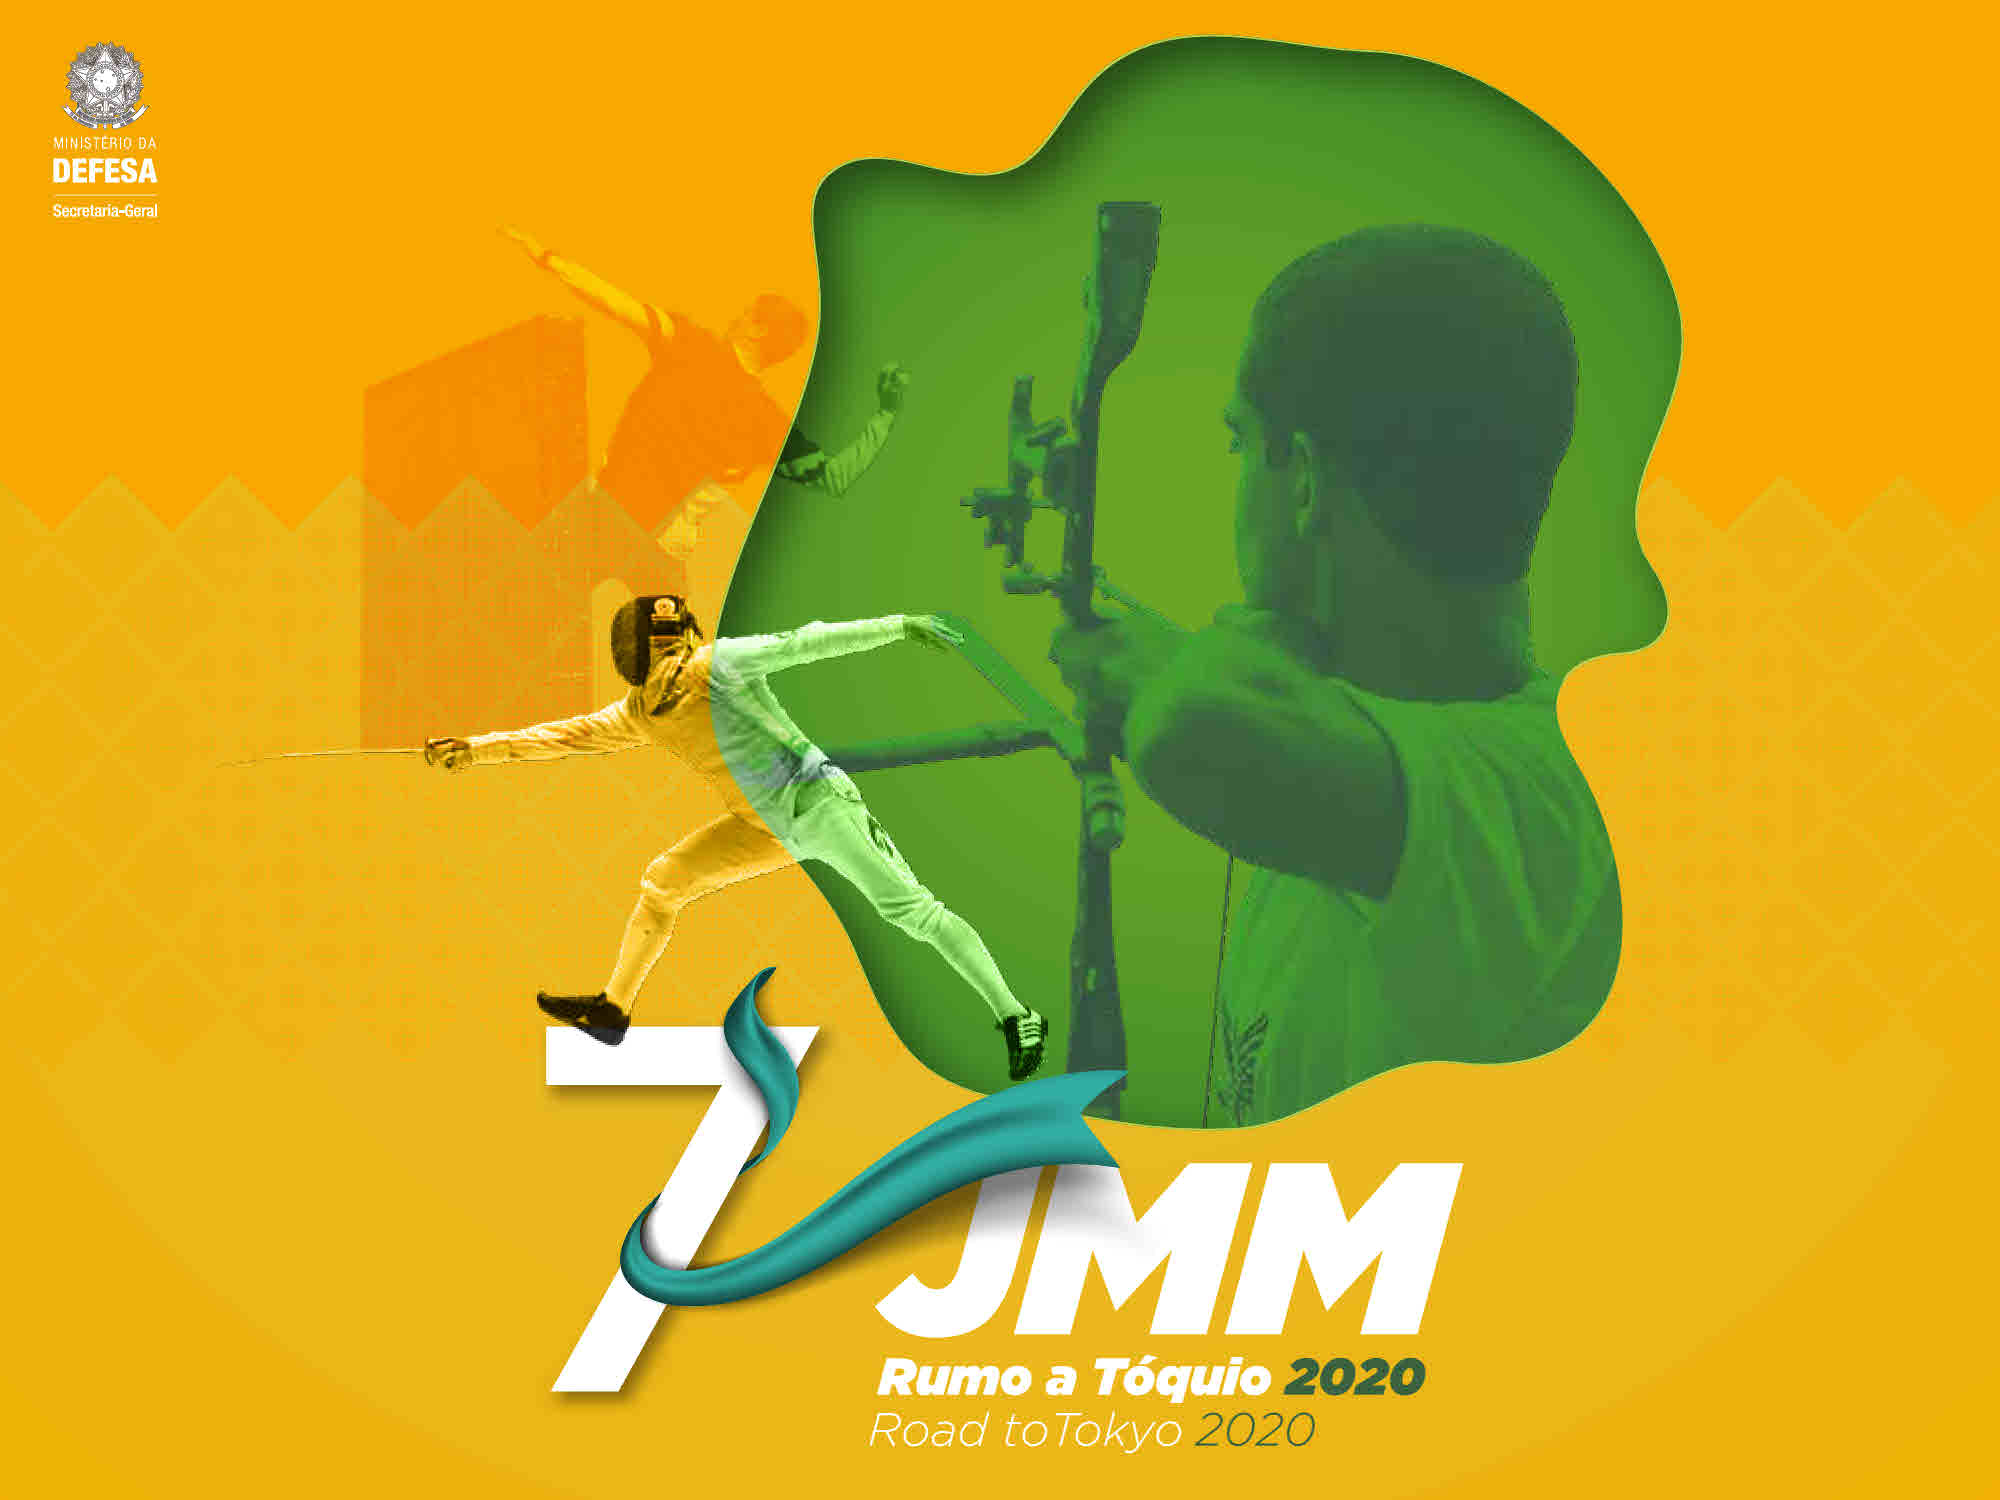 MINISTÉRIO DA
DEFESA
Secretaria-Geral
7 JMM
Rumo a Tóquio 2020
Road toTokyo 2020